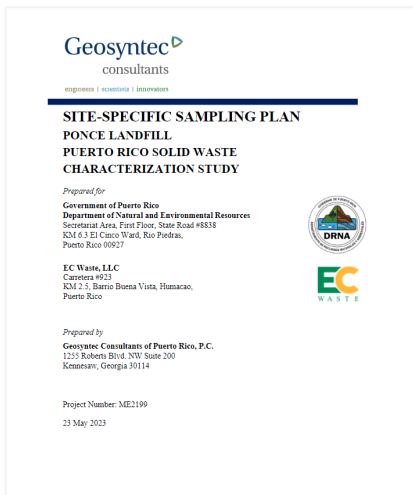 Geosyntec
consultants
engineers | scientists | innovators
SITE-SPECIFIC SAMPLING PLAN
PONCE LANDFILL
PUERTO RICO SOLID WASTE
CHARACTERIZATION STUDY
Prepared for
Government of Puerto Rico
Department of Natural and Environmental Resources
Secretariat Area, First Floor, State Road #8838
KM 6.3 El Cinco Ward, Rio Piedras,
Puerto Rico 00927
DRNA
EC Waste, LLC
Carretera #923
KM 2.5, Barrio Buena Vista, Humacao,
Puerto Rico
EC
WASTE
Prepared by
Geosyntec Consultants of Puerto Rico, P.C.
1255 Roberts Blvd. NW Suite 200
Kennesaw, Georgia 30114
Project Number: ME2199
23 May 2023